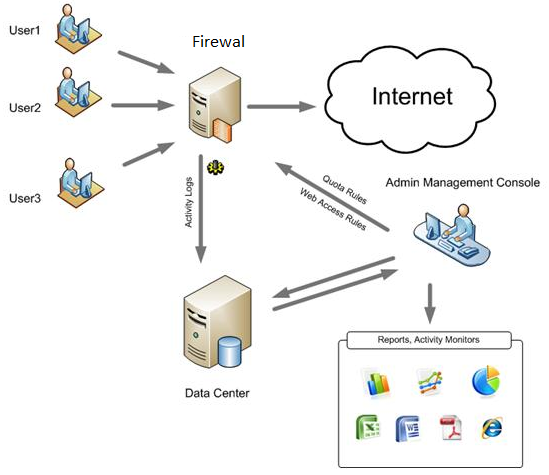 User1
Firewal
User2
Internet
User3
Activity Logs
Quota Rules
Web Access Rules
Admin Management Console
Data Center
Reports, Activity Monitors